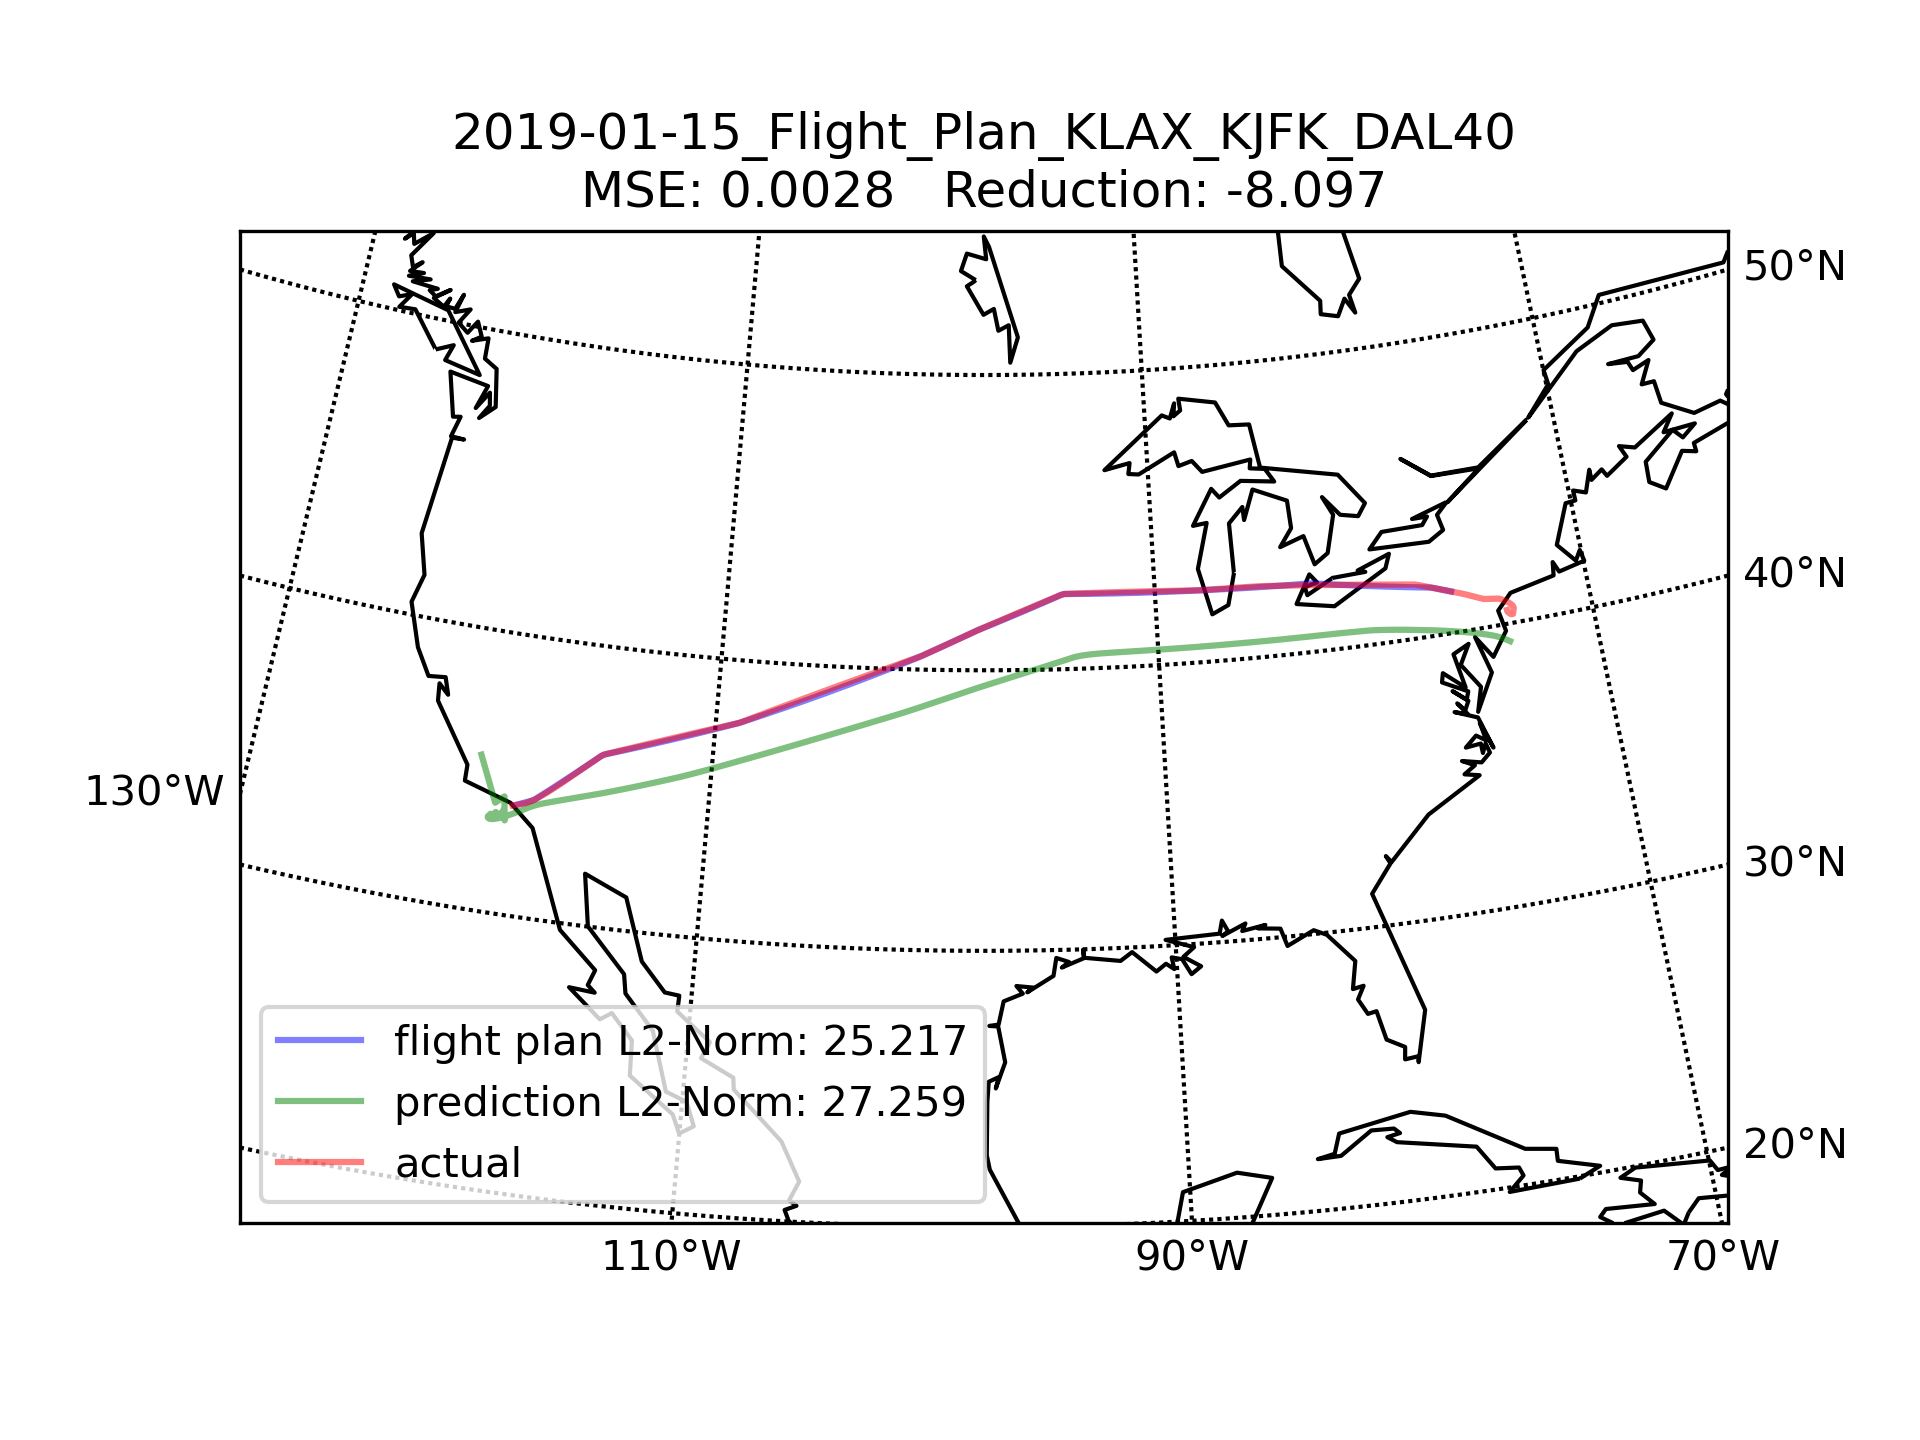 2019-01-15_Flight_Plan_KLAX_KJFK_DAL40
MSE: 0.0028   Reduction: -8.097
50°N
40°N
130°W
30°N
flight plan L2-Norm: 25.217
prediction L2-Norm: 27.259
actual
20°N
110°W
90°W
70°W